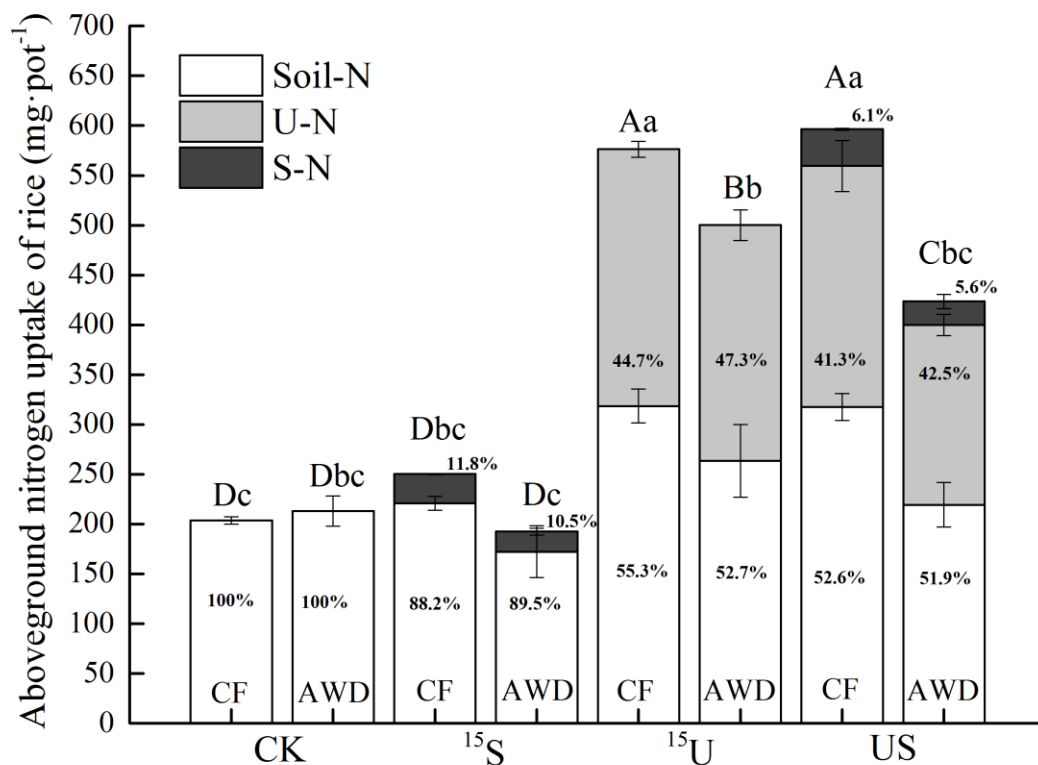 Aboveground nitrogen uptake of rice (mg·pot⁻¹)
700
650
600
550
500
450
400
350
300
250
200
150
100
50
0
Soil-N
U-N
S-N
Dc
Dbc
Dbc
Dc
Aa
Bb
Aa
Cbc
11.8%
10.5%
6.1%
5.6%
44.7%
47.3%
41.3%
42.5%
100%
100%
88.2%
89.5%
55.3%
52.7%
52.6%
51.9%
CF
AWD
CF
AWD
CF
AWD
CF
AWD
CK
¹⁵S
¹⁵U
US